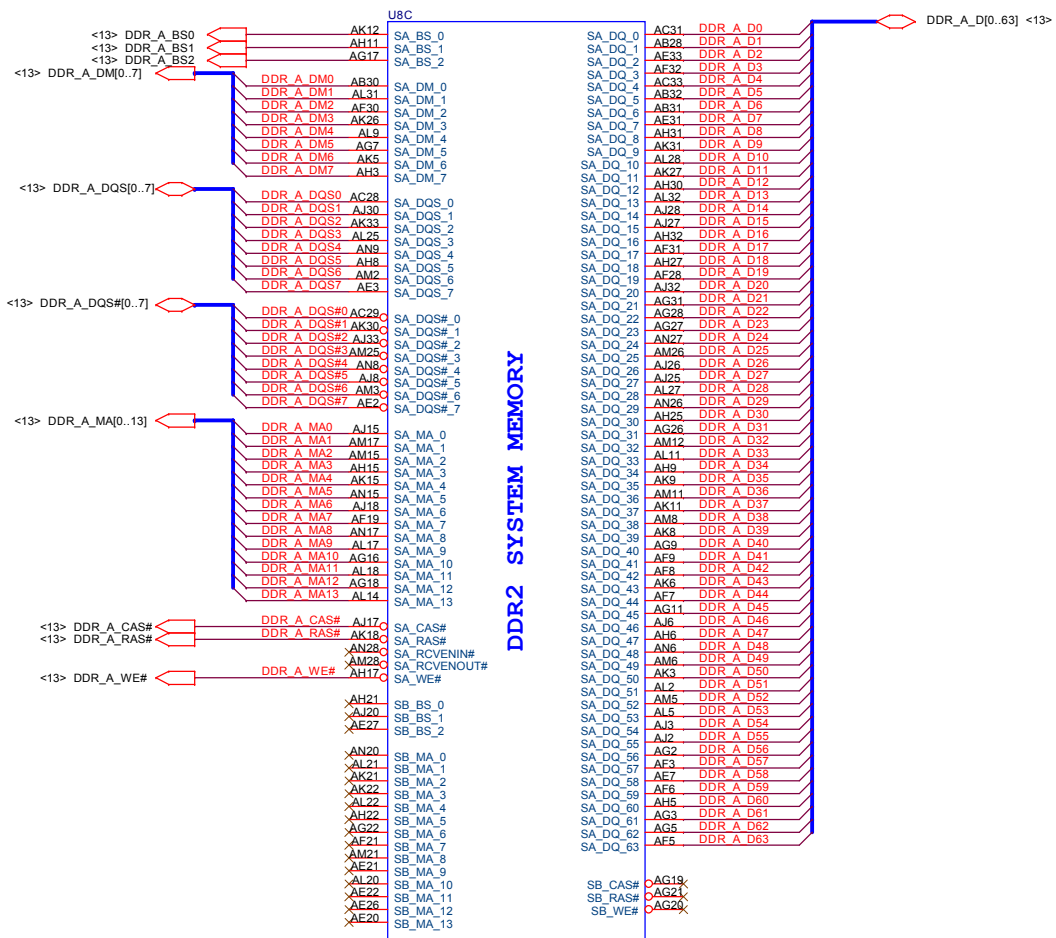 U8C
<13> DDR_A_BS0 AK12 SA_BS_0
<13> DDR_A_BS1 AH11 SA_BS_1
<13> DDR_A_BS2 AG17 SA_BS_2
<13> DDR_A_DM[0..7]
DDR_A_DM0 AB30 SA_DM_0
DDR_A_DM1 AL31 SA_DM_1
DDR_A_DM2 AF30 SA_DM_2
DDR_A_DM3 AK26 SA_DM_3
DDR_A_DM4 AL9 SA_DM_4
DDR_A_DM5 AG7 SA_DM_5
DDR_A_DM6 AK5 SA_DM_6
DDR_A_DM7 AH3 SA_DM_7
<13> DDR_A_DQS[0..7]
DDR_A_DQS0 AC28 SA_DQS_0
DDR_A_DQS1 AJ30 SA_DQS_1
DDR_A_DQS2 AK33 SA_DQS_2
DDR_A_DQS3 AL25 SA_DQS_3
DDR_A_DQS4 AN9 SA_DQS_4
DDR_A_DQS5 AH8 SA_DQS_5
DDR_A_DQS6 AM2 SA_DQS_6
DDR_A_DQS7 AE3 SA_DQS_7
<13> DDR_A_DQS#[0..7]
DDR_A_DQS#0 AC29 SA_DQS#_0
DDR_A_DQS#1 AK30 SA_DQS#_1
DDR_A_DQS#2 AJ33 SA_DQS#_2
DDR_A_DQS#3 AM25 SA_DQS#_3
DDR_A_DQS#4 AN8 SA_DQS#_4
DDR_A_DQS#5 AJ8 SA_DQS#_5
DDR_A_DQS#6 AM3 SA_DQS#_6
DDR_A_DQS#7 AE2 SA_DQS#_7
<13> DDR_A_MA[0..13]
DDR_A_MA0 AJ15 SA_MA_0
DDR_A_MA1 AM17 SA_MA_1
DDR_A_MA2 AM15 SA_MA_2
DDR_A_MA3 AH15 SA_MA_3
DDR_A_MA4 AK15 SA_MA_4
DDR_A_MA5 AN15 SA_MA_5
DDR_A_MA6 AJ18 SA_MA_6
DDR_A_MA7 AF19 SA_MA_7
DDR_A_MA8 AN17 SA_MA_8
DDR_A_MA9 AL17 SA_MA_9
DDR_A_MA10 AG16 SA_MA_10
DDR_A_MA11 AL18 SA_MA_11
DDR_A_MA12 AG18 SA_MA_12
DDR_A_MA13 AL14 SA_MA_13
<13> DDR_A_CAS# DDR_A_CAS# AJ17 SA_CAS#
<13> DDR_A_RAS# DDR_A_RAS# AK18 SA_RAS#
AN28 SA_RCVENIN#
AM28 SA_RCVENOUT#
<13> DDR_A_WE# DDR_A_WE# AH17 SA_WE#
AH21 SB_BS_0
AJ20 SB_BS_1
AE27 SB_BS_2
AN20 SB_MA_0
AL21 SB_MA_1
AK21 SB_MA_2
AK22 SB_MA_3
AL22 SB_MA_4
AH22 SB_MA_5
AG22 SB_MA_6
AF21 SB_MA_7
AM21 SB_MA_8
AE21 SB_MA_9
AL20 SB_MA_10
AE22 SB_MA_11
AE26 SB_MA_12
AE20 SB_MA_13
DDR2 SYSTEM MEMORY
DDR_A_D[0..63] <13>
SA_DQ_0 AC31 DDR_A_D0
SA_DQ_1 AB28 DDR_A_D1
SA_DQ_2 AE33 DDR_A_D2
SA_DQ_3 AF32 DDR_A_D3
SA_DQ_4 AC33 DDR_A_D4
SA_DQ_5 AB32 DDR_A_D5
SA_DQ_6 AB31 DDR_A_D6
SA_DQ_7 AE31 DDR_A_D7
SA_DQ_8 AH31 DDR_A_D8
SA_DQ_9 AK31 DDR_A_D9
SA_DQ_10 AL28 DDR_A_D10
SA_DQ_11 AK27 DDR_A_D11
SA_DQ_12 AH30 DDR_A_D12
SA_DQ_13 AL32 DDR_A_D13
SA_DQ_14 AJ28 DDR_A_D14
SA_DQ_15 AJ27 DDR_A_D15
SA_DQ_16 AH32 DDR_A_D16
SA_DQ_17 AF31 DDR_A_D17
SA_DQ_18 AH27 DDR_A_D18
SA_DQ_19 AF28 DDR_A_D19
SA_DQ_20 AJ32 DDR_A_D20
SA_DQ_21 AG31 DDR_A_D21
SA_DQ_22 AG28 DDR_A_D22
SA_DQ_23 AG27 DDR_A_D23
SA_DQ_24 AN27 DDR_A_D24
SA_DQ_25 AM26 DDR_A_D25
SA_DQ_26 AJ26 DDR_A_D26
SA_DQ_27 AJ25 DDR_A_D27
SA_DQ_28 AL27 DDR_A_D28
SA_DQ_29 AN26 DDR_A_D29
SA_DQ_30 AH25 DDR_A_D30
SA_DQ_31 AG26 DDR_A_D31
SA_DQ_32 AM12 DDR_A_D32
SA_DQ_33 AL11 DDR_A_D33
SA_DQ_34 AH9 DDR_A_D34
SA_DQ_35 AK9 DDR_A_D35
SA_DQ_36 AM11 DDR_A_D36
SA_DQ_37 AK11 DDR_A_D37
SA_DQ_38 AM8 DDR_A_D38
SA_DQ_39 AK8 DDR_A_D39
SA_DQ_40 AG9 DDR_A_D40
SA_DQ_41 AF9 DDR_A_D41
SA_DQ_42 AF8 DDR_A_D42
SA_DQ_43 AK6 DDR_A_D43
SA_DQ_44 AF7 DDR_A_D44
SA_DQ_45 AG11 DDR_A_D45
SA_DQ_46 AJ6 DDR_A_D46
SA_DQ_47 AH6 DDR_A_D47
SA_DQ_48 AN6 DDR_A_D48
SA_DQ_49 AM6 DDR_A_D49
SA_DQ_50 AK3 DDR_A_D50
SA_DQ_51 AL2 DDR_A_D51
SA_DQ_52 AM5 DDR_A_D52
SA_DQ_53 AL5 DDR_A_D53
SA_DQ_54 AJ3 DDR_A_D54
SA_DQ_55 AJ2 DDR_A_D55
SA_DQ_56 AG2 DDR_A_D56
SA_DQ_57 AF3 DDR_A_D57
SA_DQ_58 AE7 DDR_A_D58
SA_DQ_59 AF6 DDR_A_D59
SA_DQ_60 AH5 DDR_A_D60
SA_DQ_61 AG3 DDR_A_D61
SA_DQ_62 AG5 DDR_A_D62
SA_DQ_63 AF5 DDR_A_D63
SB_CAS# AG19
SB_RAS# AG21
SB_WE# AG20